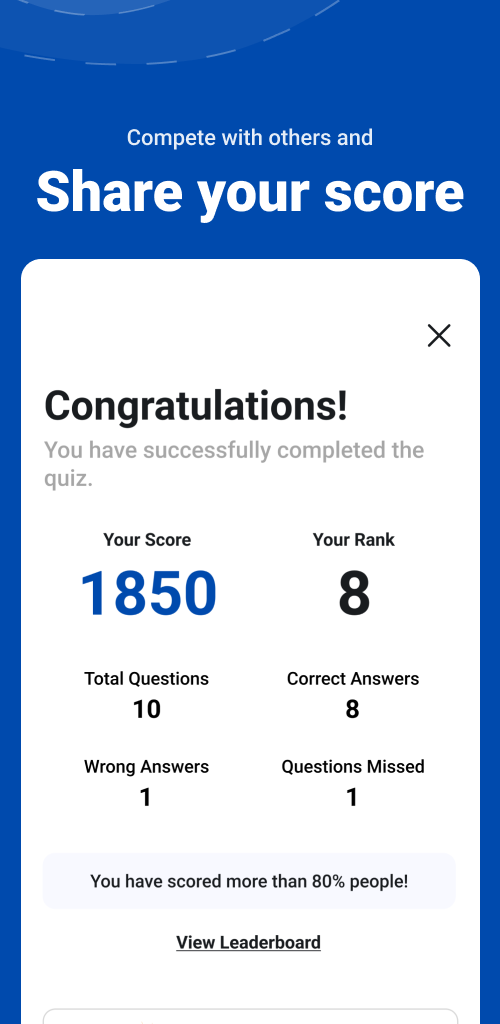 Compete with others and
Share your score
Congratulations!
You have successfully completed the
quiz.
Your Score
Your Rank
1850
8
Total Questions
Correct Answers
10
8
Wrong Answers
Questions Missed
1
1
You have scored more than 80% people!
View Leaderboard